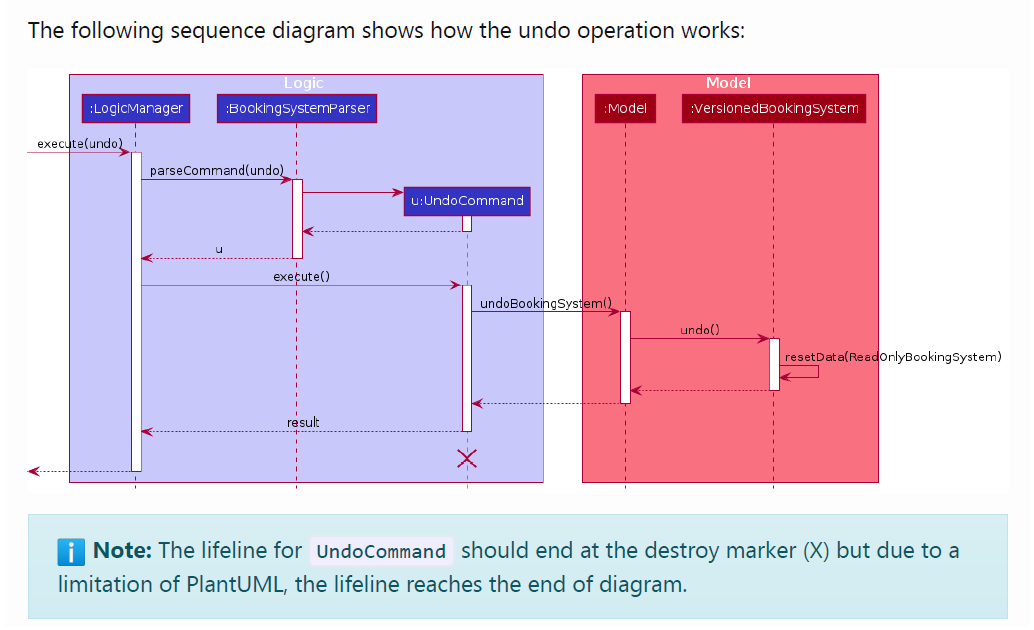 The following sequence diagram shows how the undo operation works:
Logic
Model
:LogicManager
:BookingSystemParser
:Model
:VersionedBookingSystem
execute(undo)
parseCommand(undo)
u:UndoCommand
u
execute()
undoBookingSystem()
undo()
resetData(ReadOnlyBookingSystem)
result
X
i Note: The lifeline for UndoCommand should end at the destroy marker (X) but due to a
limitation of PlantUML, the lifeline reaches the end of diagram.